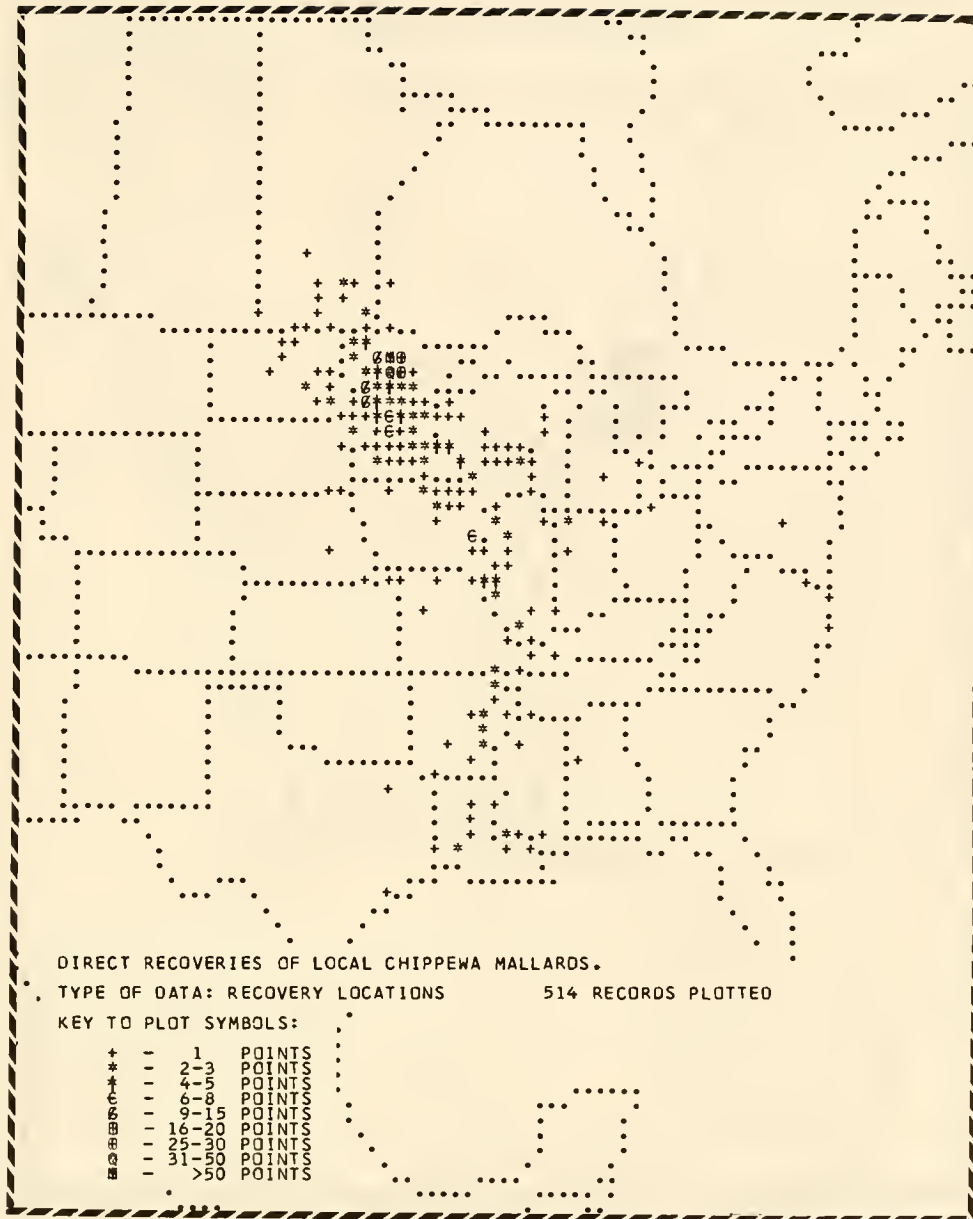 DIRECT RECOVERIES OF LOCAL CHIPPEWA MALLARDS.
TYPE OF DATA: RECOVERY LOCATIONS 514 RECORDS PLOTTED
KEY TO PLOT SYMBOLS:
+ - 1 POINTS
* - 2-3 POINTS
- 4-5 POINTS
- 6-8 POINTS
- 9-15 POINTS
- 16-20 POINTS
- 25-30 POINTS
- 31-50 POINTS
- >50 POINTS